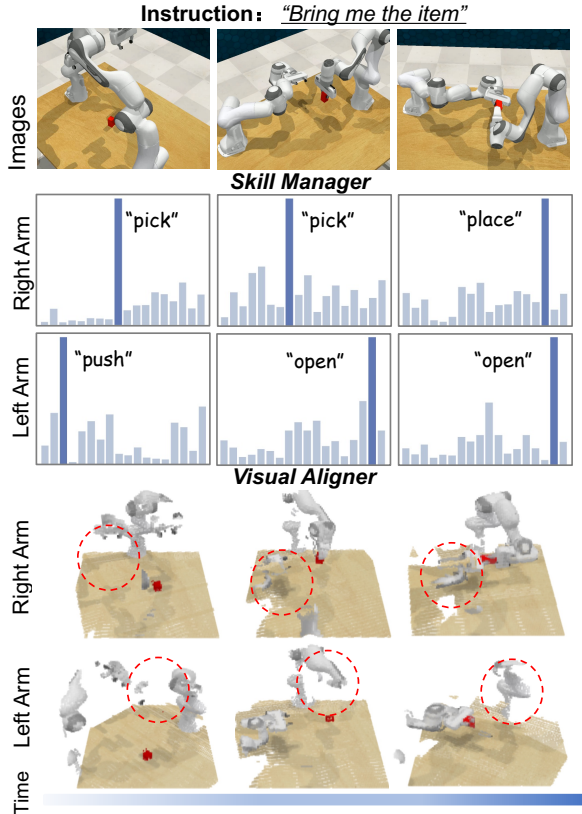 Instruction： “Bring me the item”
Images
Skill Manager
Right Arm
“pick”
“pick”
“place”
Left Arm
“push”
“open”
“open”
Visual Aligner
Right Arm
Left Arm
Time